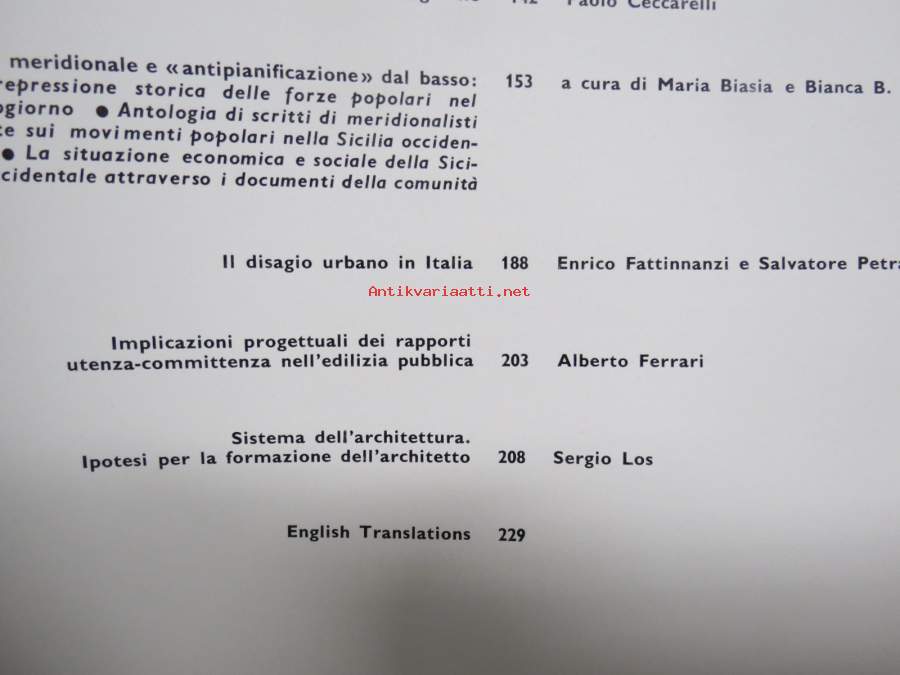 142 Paolo Ceccarelli
meridionale e «antipianificazione» dal basso: 153 a cura di Maria Biasia e Bianca B.
repressione storica delle forze popolari nel
ogiorno ● Antologia di scritti di meridionalisti
te sui movimenti popolari nella Sicilia occiden-
● La situazione economica e sociale della Sici-
cidentale attraverso i documenti della comunità
Il disagio urbano in Italia 188 Enrico Fattinnanzi e Salvatore Petra
Antikvariaatti.net
Implicazioni progettuali dei rapporti
utenza-committenza nell'edilizia pubblica 203 Alberto Ferrari
Sistema dell'architettura.
Ipotesi per la formazione dell'architetto 208 Sergio Los
English Translations 229